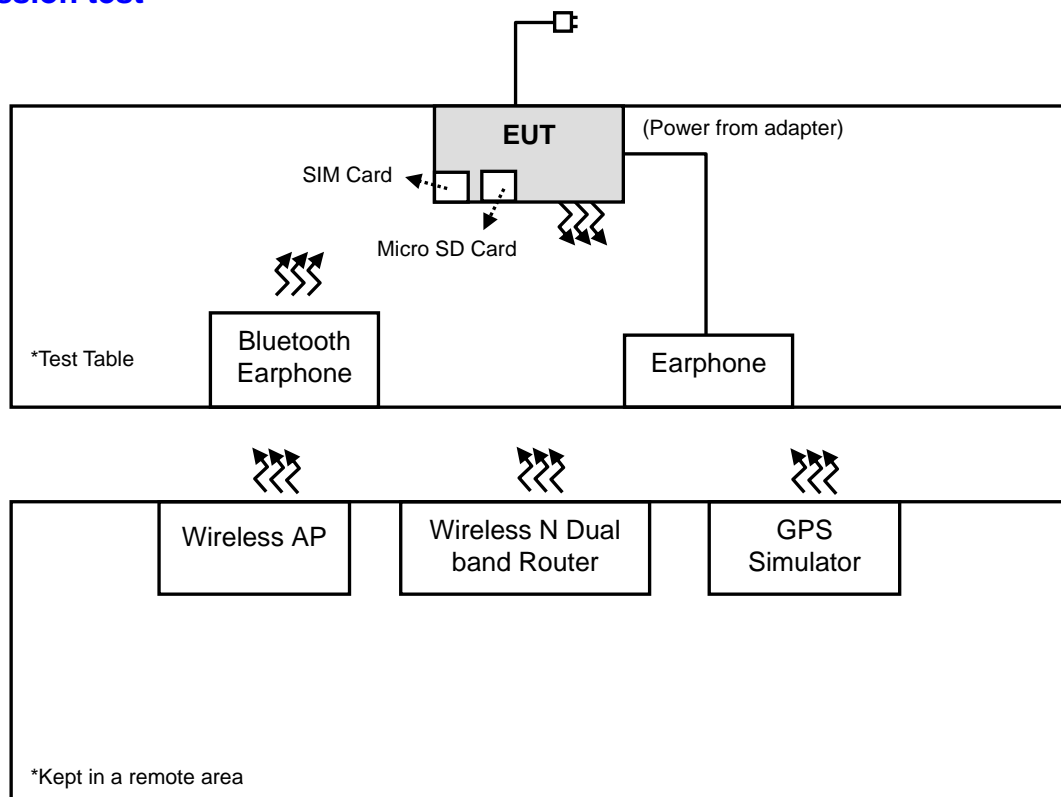 test
EUT
(Power from adapter)
SIM Card
Micro SD Card
Bluetooth
Earphone
Earphone
*Test Table
Wireless AP
Wireless N Dual
band Router
GPS
Simulator
*Kept in a remote area